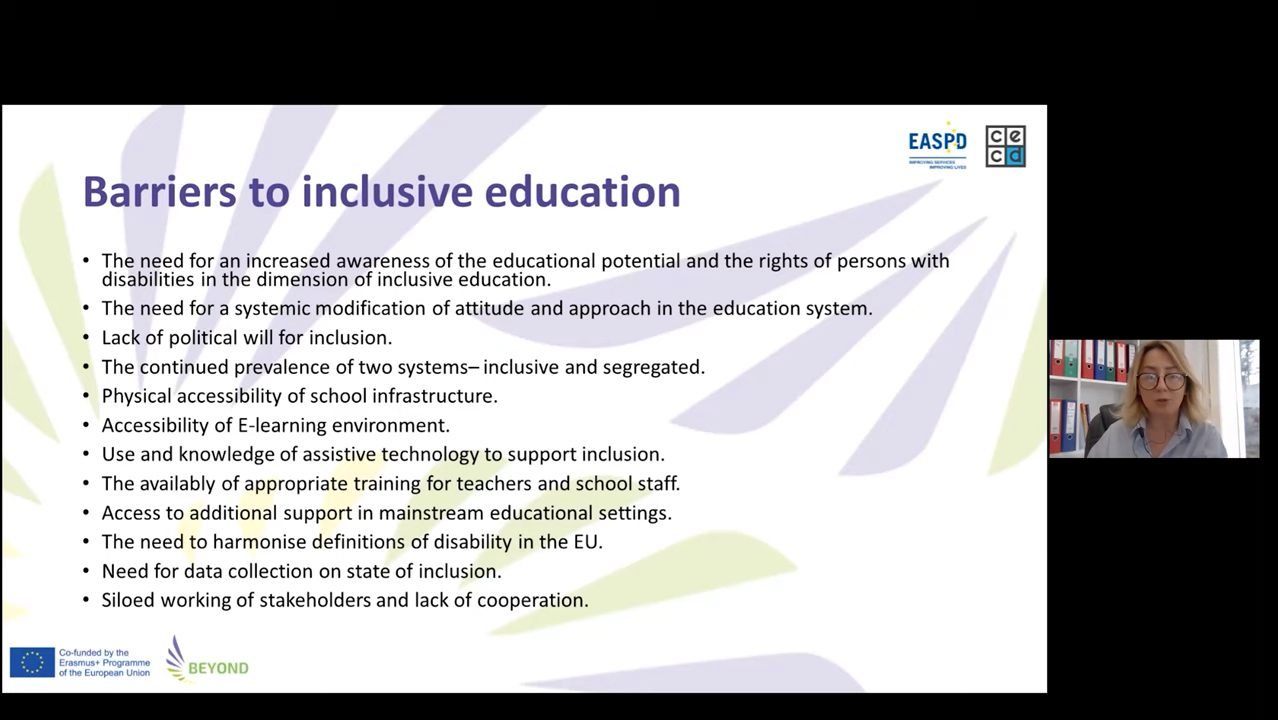 EASPD
IMPROVING SERVICES
IMPROVING LIVES
ce
cd
Barriers to inclusive education
• The need for an increased awareness of the educational potential and the rights of persons with
disabilities in the dimension of inclusive education.
• The need for a systemic modification of attitude and approach in the education system.
• Lack of political will for inclusion.
• The continued prevalence of two systems– inclusive and segregated.
• Physical accessibility of school infrastructure.
• Accessibility of E-learning environment.
• Use and knowledge of assistive technology to support inclusion.
• The availably of appropriate training for teachers and school staff.
• Access to additional support in mainstream educational settings.
• The need to harmonise definitions of disability in the EU.
• Need for data collection on state of inclusion.
• Siloed working of stakeholders and lack of cooperation.
Co-funded by the
Erasmus+ Programme
of the European Union
BEYOND